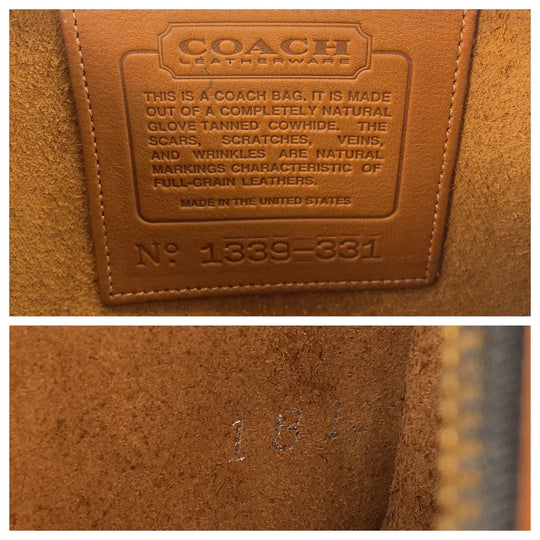 COACH
LEATHERWARE
THIS IS A COACH BAG. IT IS MADE
OUT OF A COMPLETELY NATURAL
GLOVE TANNED COWHIDE. THE
SCARS, SCRATCHES, VEINS,
AND WRINKLES ARE NATURAL
MARKINGS CHARACTERISTIC OF
FULL-GRAIN LEATHERS.
MADE IN THE UNITED STATES
Nº 1339-331